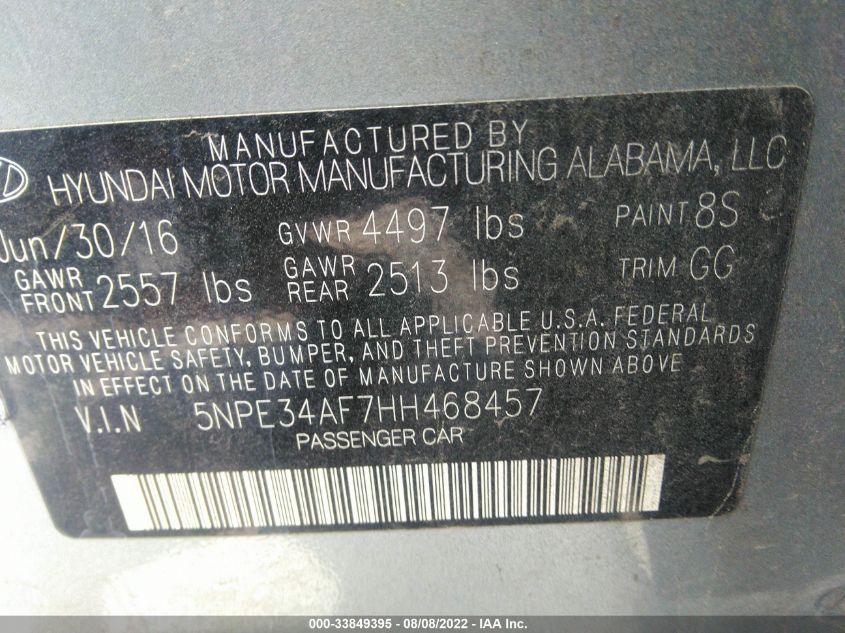 MANUFACTURED BY
HYUNDAI MOTOR MANUFACTURING ALABAMA, LLC
Jun/30/16 GVWR 4497 lbs PAINT 8S
GAWR FRONT 2557 lbs GAWR REAR 2513 lbs TRIM GG
THIS VEHICLE CONFORMS TO ALL APPLICABLE U.S.A. FEDERAL
MOTOR VEHICLE SAFETY, BUMPER, AND THEFT PREVENTION STANDARDS
IN EFFECT ON THE DATE OF MANUFACTURE SHOWN ABOVE
V.I.N 5NPE34AF7HH468457
PASSENGER CAR
000-33849395 - 08/08/2022 - IAA Inc.